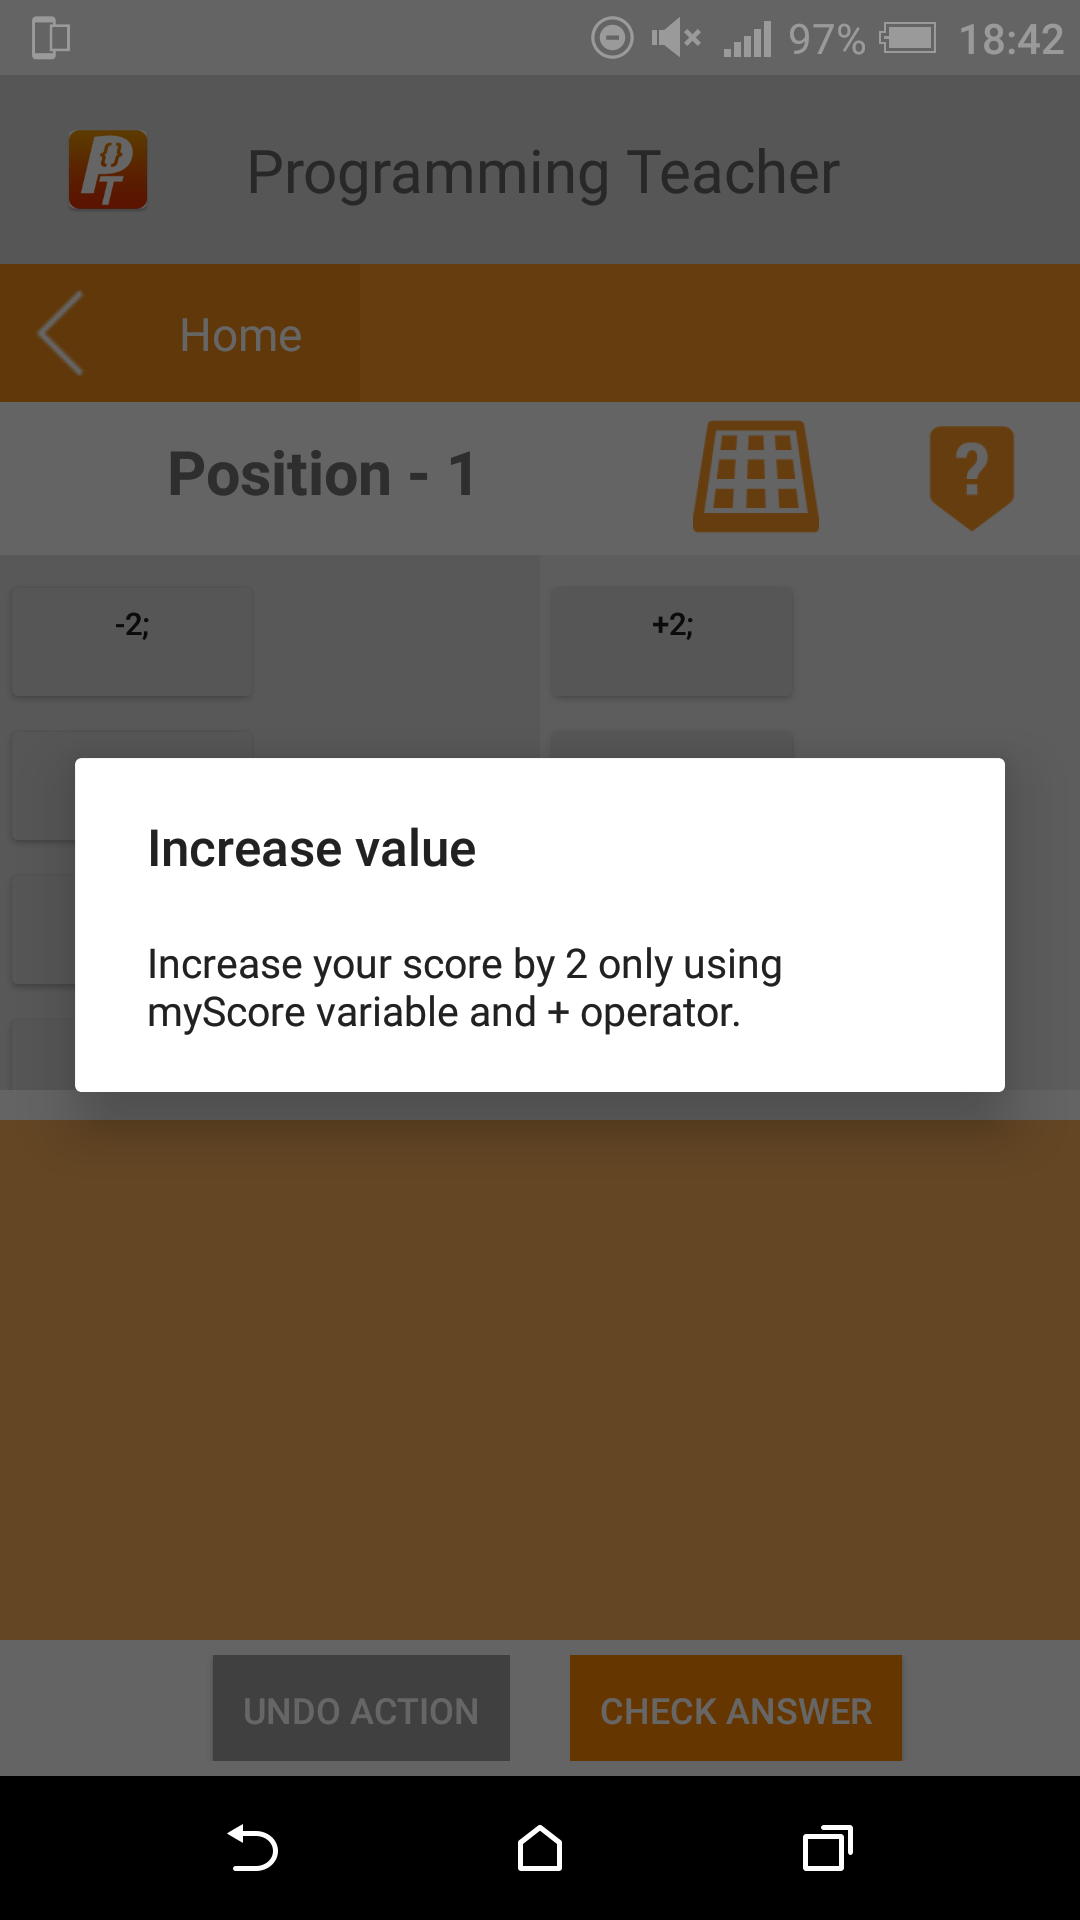 97% 18:42
P{}T
Programming Teacher
Home
Position - 1
?
-2; +2;
Increase value
Increase your score by 2 only using
myScore variable and + operator.
UNDO ACTION CHECK ANSWER